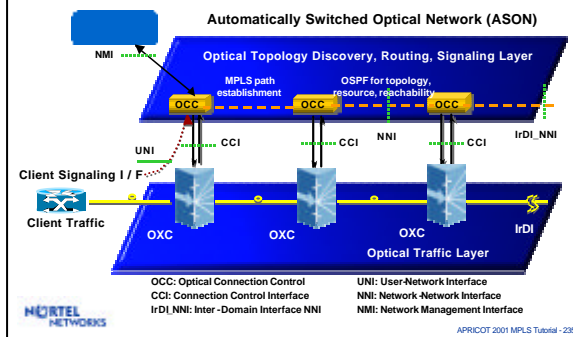 Automatically Switched Optical Network (ASON)
NMI
Optical Topology Discovery, Routing, Signaling Layer
MPLS path
establishment
OSPF for topology,
resource, reachability
OCC
OCC
OCC
UNI
CCI
CCI
NNI
CCI
IrDI_NNI
Client Signaling I / F
Client Traffic
OXC
OXC
OXC
IrDI
Optical Traffic Layer
OCC: Optical Connection Control
CCI: Connection Control Interface
IrDI_NNI: Inter -Domain Interface NNI
UNI: User-Network Interface
NNI: Network -Network Interface
NMI: Network Management Interface
NORTEL
NETWORKS
APRICOT 2001 MPLS Tutorial - 235